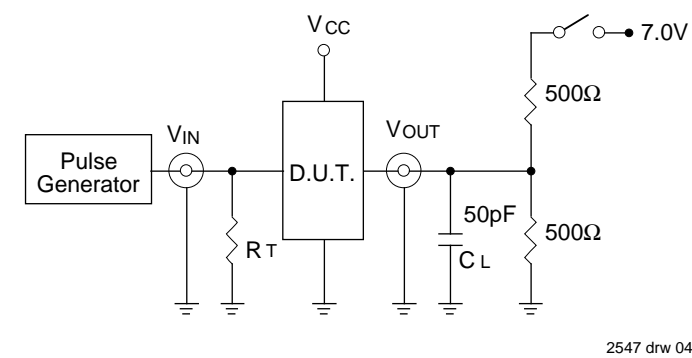 VCC
7.0V
500Ω
VIN
VOUT
Pulse
Generator
D.U.T.
50pF
500Ω
RT
CL
2547 drw 04